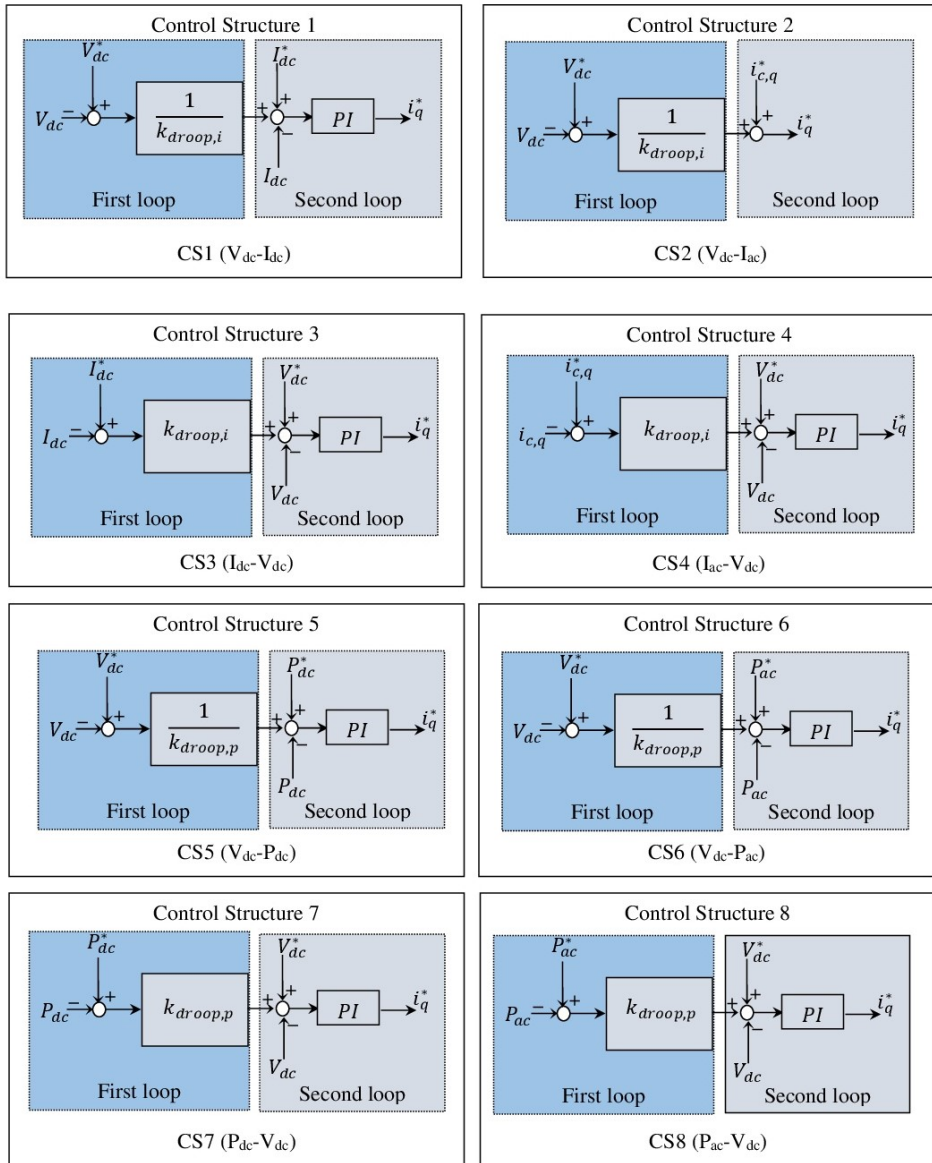 Control Structure 1
V*dc
I*dc
Vdc − +
1
kdroop,i
+ +
−
PI
i*q
Idc
First loop
Second loop
CS1 (Vdc-Idc)
Control Structure 2
V*dc
i*c,q
Vdc − +
1
kdroop,i
+ +
i*q
First loop
Second loop
CS2 (Vdc-Iac)
Control Structure 3
I*dc
V*dc
Idc − +
kdroop,i
+ +
−
PI
i*q
Vdc
First loop
Second loop
CS3 (Idc-Vdc)
Control Structure 4
i*c,q
V*dc
ic,q − +
kdroop,i
+ +
−
PI
i*q
Vdc
First loop
Second loop
CS4 (Iac-Vdc)
Control Structure 5
V*dc
P*dc
Vdc − +
1
kdroop,p
+ +
−
PI
i*q
Pdc
First loop
Second loop
CS5 (Vdc-Pdc)
Control Structure 6
V*dc
P*ac
Vdc − +
1
kdroop,p
+ +
−
PI
i*q
Pac
First loop
Second loop
CS6 (Vdc-Pac)
Control Structure 7
P*dc
V*dc
Pdc − +
kdroop,p
+ +
−
PI
i*q
Vdc
First loop
Second loop
CS7 (Pdc-Vdc)
Control Structure 8
P*ac
V*dc
Pac − +
kdroop,p
+ +
−
PI
i*q
Vdc
First loop
Second loop
CS8 (Pac-Vdc)